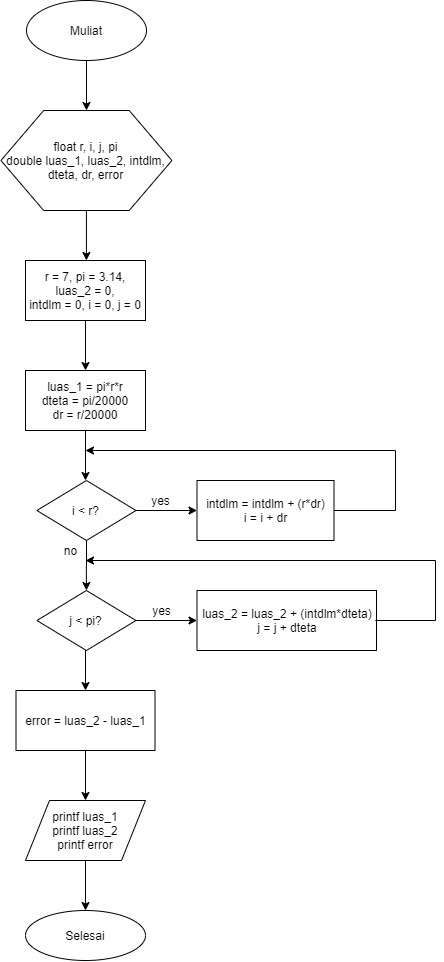 Muliat
float r, i, j, pi
double luas_1, luas_2, intdlm,
dteta, dr, error
r = 7, pi = 3.14,
luas_2 = 0,
intdlm = 0, i = 0, j = 0
luas_1 = pi*r*r
dteta = pi/20000
dr = r/20000
i < r?
yes
intdlm = intdlm + (r*dr)
i = i + dr
no
j < pi?
yes
luas_2 = luas_2 + (intdlm*dteta)
j = j + dteta
error = luas_2 - luas_1
printf luas_1
printf luas_2
printf error
Selesai